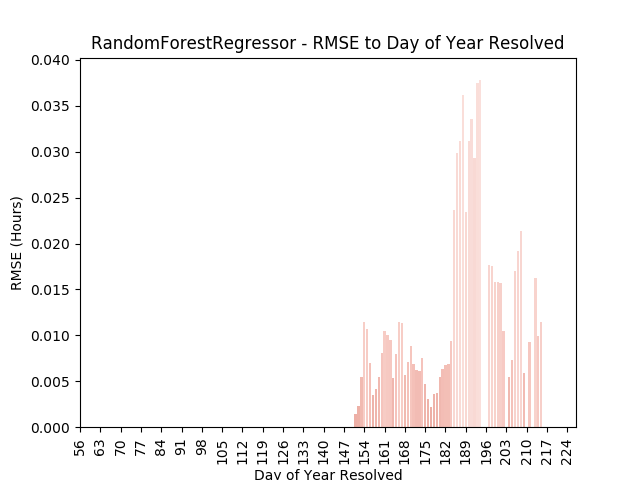 RandomForestRegressor - RMSE to Day of Year Resolved
0.040
0.035
0.030
0.025
0.020
0.015
0.010
0.005
0.000
RMSE (Hours)
56 63 70 77 84 91 98 105 112 119 126 133 140 147 154 161 168 175 182 189 196 203 210 217 224
Day of Year Resolved